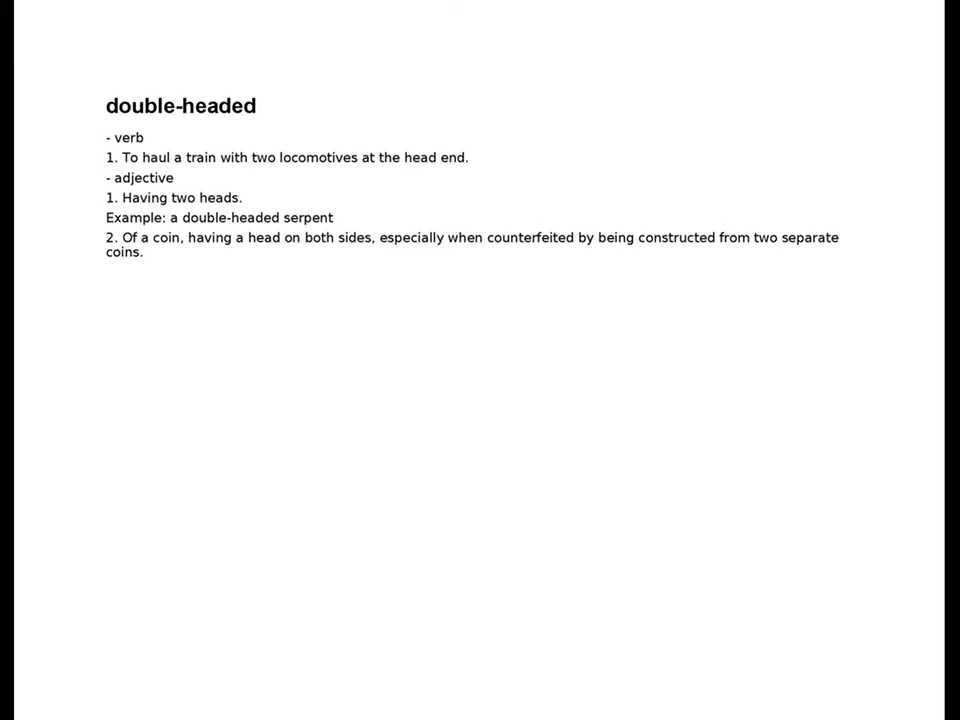 double-headed
- verb
1. To haul a train with two locomotives at the head end.
- adjective
1. Having two heads.
Example: a double-headed serpent
2. Of a coin, having a head on both sides, especially when counterfeited by being constructed from two separate
coins.